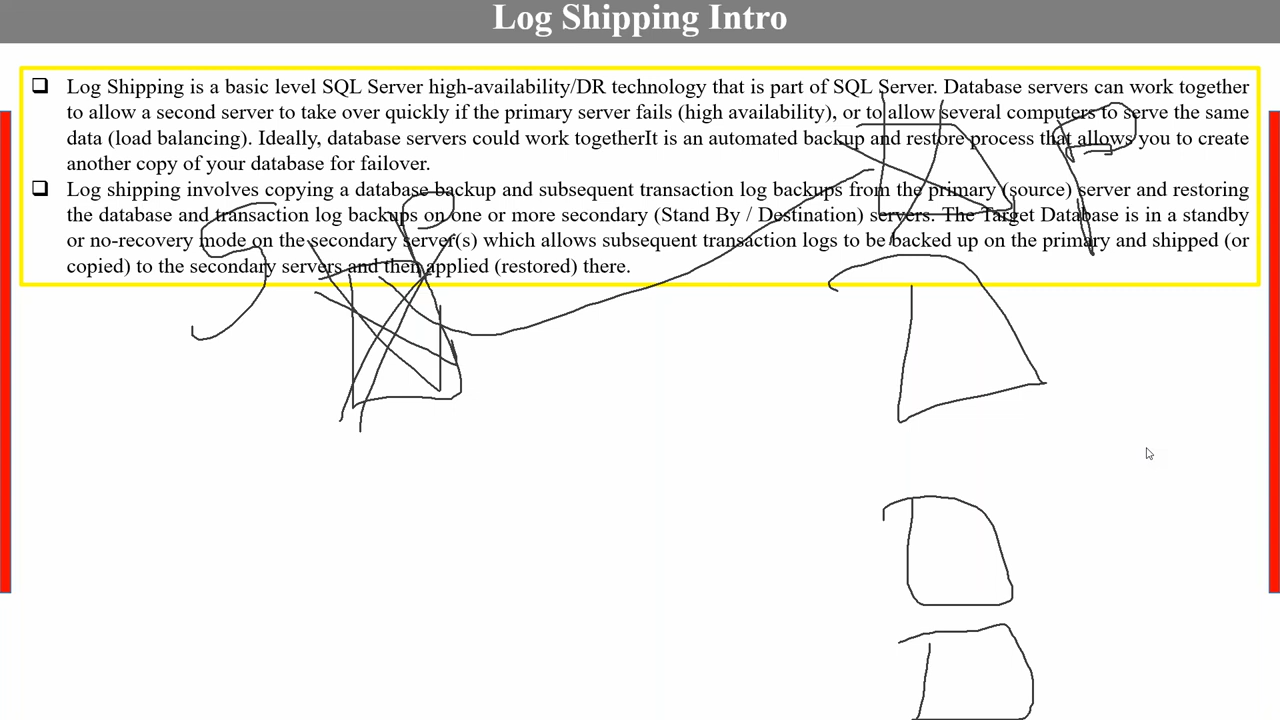 Log Shipping Intro
Log Shipping is a basic level SQL Server high-availability/DR technology that is part of SQL Server. Database servers can work together
to allow a second server to take over quickly if the primary server fails (high availability), or to allow several computers to serve the same
data (load balancing). Ideally, database servers could work togetherIt is an automated backup and restore process that allows you to create
another copy of your database for failover.
Log shipping involves copying a database backup and subsequent transaction log backups from the primary (source) server and restoring
the database and transaction log backups on one or more secondary (Stand By / Destination) servers. The Target Database is in a standby
or no-recovery mode on the secondary server(s) which allows subsequent transaction logs to be backed up on the primary and shipped (or
copied) to the secondary servers and then applied (restored) there.